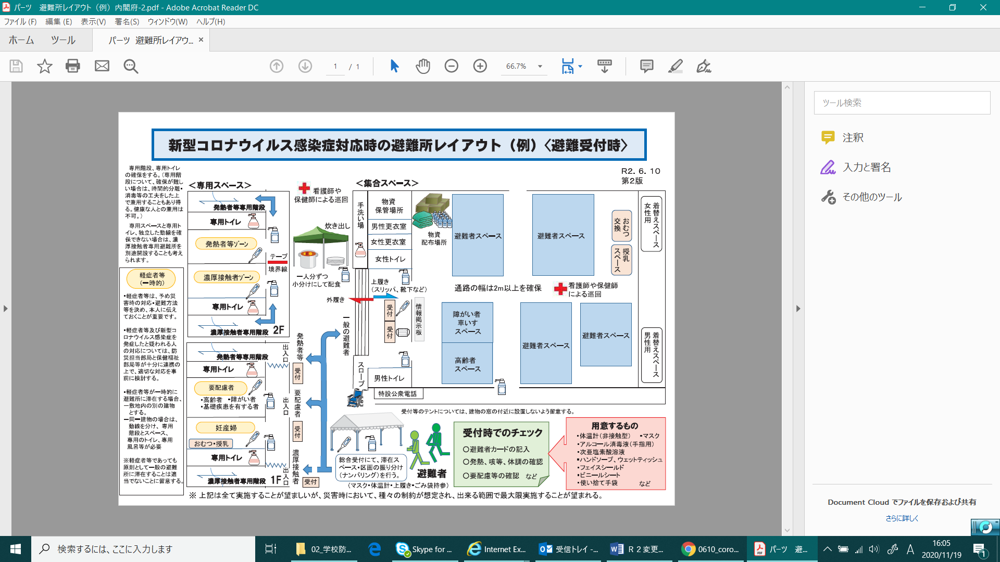 パーツ　避難所レイアウト（例）内閣府-2.pdf - Adobe Acrobat Reader DC
ファイル(F)　編集(E)　表示(V)　署名(S)　ウィンドウ(W)　ヘルプ(H)
ホーム　ツール　パーツ　避難所レイアウ... ×
1 / 1　66.7%
ツール検索
注釈
入力と署名
その他のツール
Document Cloud でファイルを保存および共有
さらに詳しく
新型コロナウイルス感染症対応時の避難所レイアウト（例）〈避難受付時〉
R2．6．10
第2版
専用階段、専用トイレ
の確保をする。（専用階
段について、確保が難し
い場合は、時間的分離・
消毒等の工夫をした上
で兼用することもあり得
る。健康な人との兼用は
不可。）
専用スペースと専用ト
イレ、独立した動線を確
保できない場合は、濃
厚接触者専用避難所を
別途開設することも考え
られます。
軽症者等
（一時的）
・軽症者等は、予め災
害時の対応・避難方法
等を決め、本人に伝え
ておくことが重要です。
・軽症者等及び新型コ
ロナウイルス感染症を
発症したと疑われる人
の対応については、防
災担当部局と保健福祉
部局等が十分に連携の
上で、適切な対応を事
前に検討する。
・軽症者等が一時的に
避難所に滞在する場合、
ー敷地内の別の建物
とする。
ー同一建物の場合は、
動線を分け、専用
階段とスペース、
専用のトイレ、専用
風呂等が必要
※軽症者等であっても
原則として一般の避難
所に滞在することは適
当でないことに留意する。
＜専用スペース＞
発熱者等専用階段
専用トイレ
発熱者等ゾーン
テープ
境界線
濃厚接触者ゾーン
専用トイレ
濃厚接触者専用階段　2F
発熱者等専用階段
専用トイレ
要配慮者
・高齢者　・障がい者
・基礎疾患を有する者
妊産婦
おむつ・授乳
専用トイレ
濃厚接触者専用階段　1F
出入口
出入口
出入口
発熱者等
受付
要配慮者
受付
濃厚接触者
受付
看護師や
保健師による巡回
炊き出し
一人分ずつ
小分けにして配食
外履き
一般の避難者
＜集合スペース＞
手洗い場
物資
保管場所
男性更衣室
女性更衣室
女性トイレ
物資
配布場所
上履き
（スリッパ、靴下など）
受付
受付
情報掲示板
スロープ
男性トイレ
特設公衆電話
避難者スペース
避難者スペース
おむつ
交換
授乳
スペース
着替えスペース
女性用
通路の幅は2m以上を確保
看護師や保健師
による巡回
障がい者
車いす
スペース
高齢者
スペース
避難者スペース
避難者スペース
着替えスペース
男性用
受付等のテントについては、建物の窓の付近に設置しないよう留意する。
総合受付にて、滞在ス
ペース・区画の振り分け
（ナンバリング）を行う。
避難者
（マスク・体温計・上履き・ごみ袋持参）
受付時でのチェック
○避難者カードの記入
○発熱、咳等、体調の確認
○要配慮等の確認　など
用意するもの
・体温計（非接触型）　・マスク
・アルコール消毒液（手指用）
・次亜塩素酸溶液
・ハンドソープ、ウェットティッシュ
・フェイスシールド
・ビニールシート
・使い捨て手袋　など
※ 上記は全て実施することが望ましいが、災害時において、種々の制約が想定され、出来る範囲で最大限実施することが望まれる。
検索するには、ここに入力します
02_学校防...
Skype for ...
Internet Ex...
受信トレイ -...
Ｒ２変更...
0610_coro...
パーツ　避...
A
16:05
2020/11/19
1